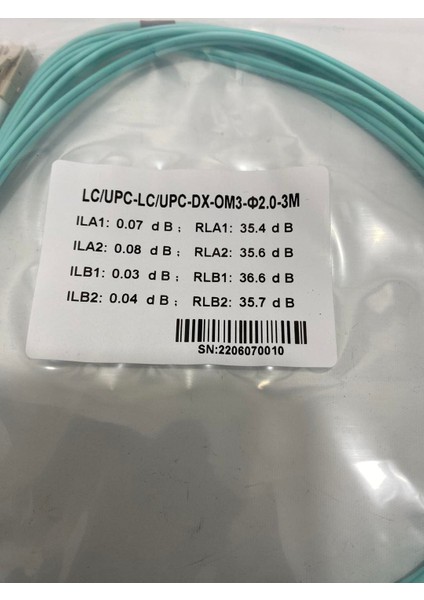 LC/UPC-LC/UPC-DX-OM3-Φ2.0-3M
ILA1: 0.07 d B ; RLA1: 35.4 d B
ILA2: 0.08 d B ; RLA2: 35.6 d B
ILB1: 0.03 d B ; RLB1: 36.6 d B
ILB2: 0.04 d B ; RLB2: 35.7 d B
SN:2206070010